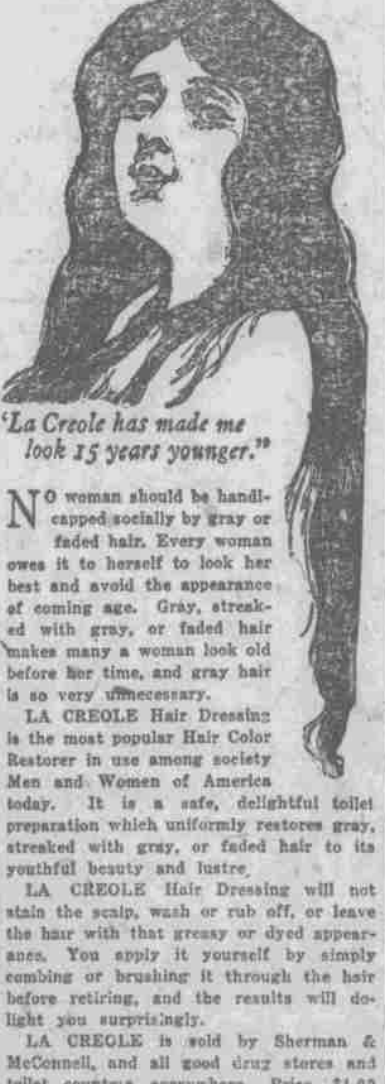 'La Creole has made me
look 15 years younger."
NO woman should be handi-
capped socially by gray or
faded hair. Every woman
owes it to herself to look her
best and avoid the appearance
of coming age. Gray, streak-
ed with gray, or faded hair
makes many a woman look old
before her time, and gray hair
is so very unnecessary.
LA CREOLE Hair Dressing
is the most popular Hair Color
Restorer in use among society
Men and Women of America
today. It is a safe, delightful toilet
preparation which uniformly restores gray,
streaked with gray, or faded hair to its
youthful beauty and lustre.
LA CREOLE Hair Dressing will not
stain the scalp, wash or rub off, or leave
the hair with that greasy or dyed appear-
ance. You apply it yourself by simply
combing or brushing it through the hair
before retiring, and the results will de-
light you surprisingly.
LA CREOLE is sold by Sherman &
McConnell, and all good drug stores and